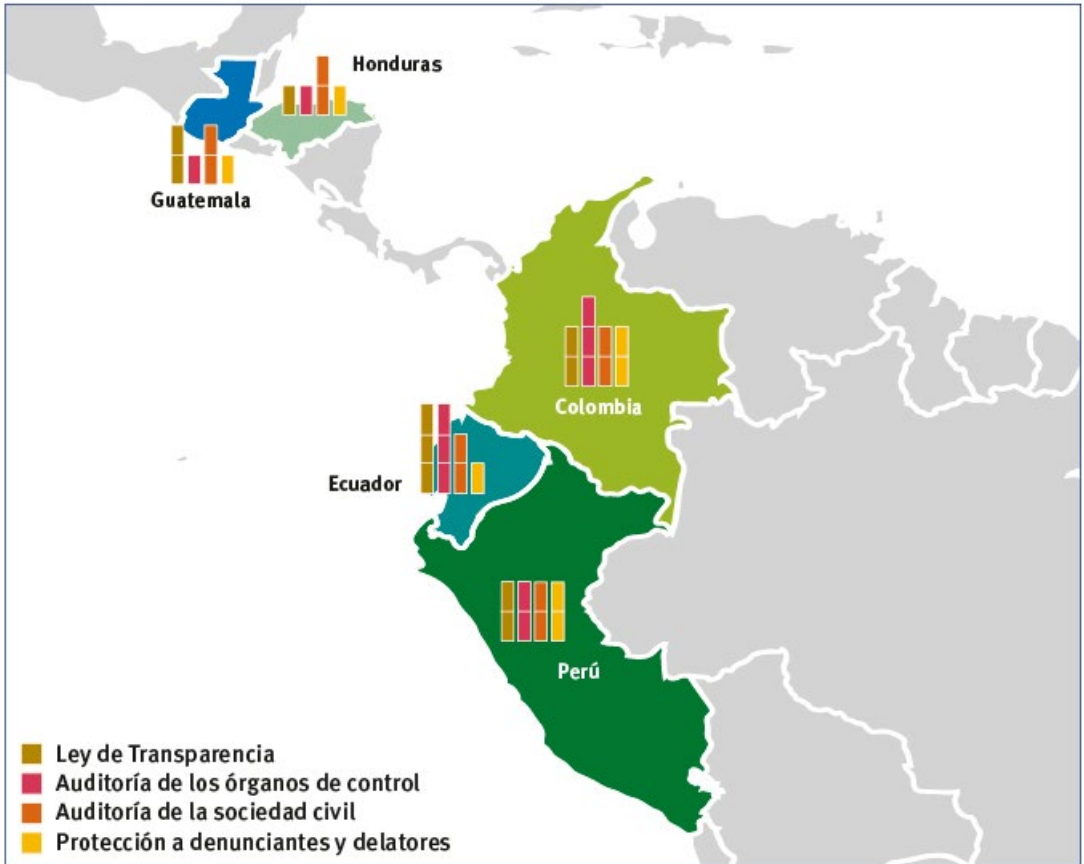 Honduras
Guatemala
Colombia
Ecuador
Perú
Ley de Transparencia
Auditoría de los órganos de control
Auditoría de la sociedad civil
Protección a denunciantes y delatores